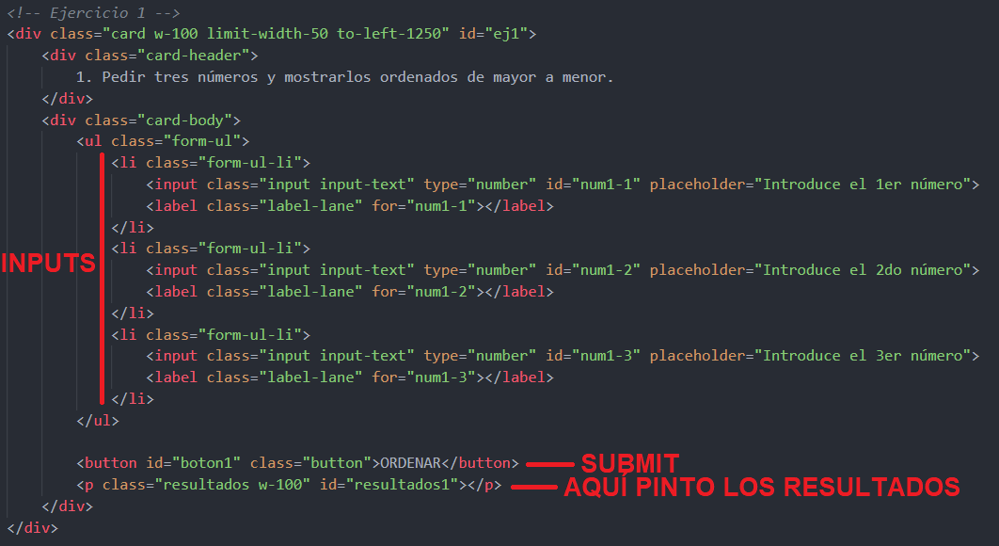 <!-- Ejercicio 1 -->
<div class="card w-100 limit-width-50 to-left-1250" id="ej1">
<div class="card-header">
1. Pedir tres números y mostrarlos ordenados de mayor a menor.
</div>
<div class="card-body">
<ul class="form-ul">
<li class="form-ul-li">
<input class="input input-text" type="number" id="num1-1" placeholder="Introduce el 1er número">
<label class="label-lane" for="num1-1"></label>
</li>
<li class="form-ul-li">
INPUTS
<input class="input input-text" type="number" id="num1-2" placeholder="Introduce el 2do número">
<label class="label-lane" for="num1-2"></label>
</li>
<li class="form-ul-li">
<input class="input input-text" type="number" id="num1-3" placeholder="Introduce el 3er número">
<label class="label-lane" for="num1-3"></label>
</li>
</ul>
<button id="boton1" class="button">ORDENAR</button> SUBMIT
<p class="resultados w-100" id="resultados1"></p> AQUÍ PINTO LOS RESULTADOS
</div>
</div>